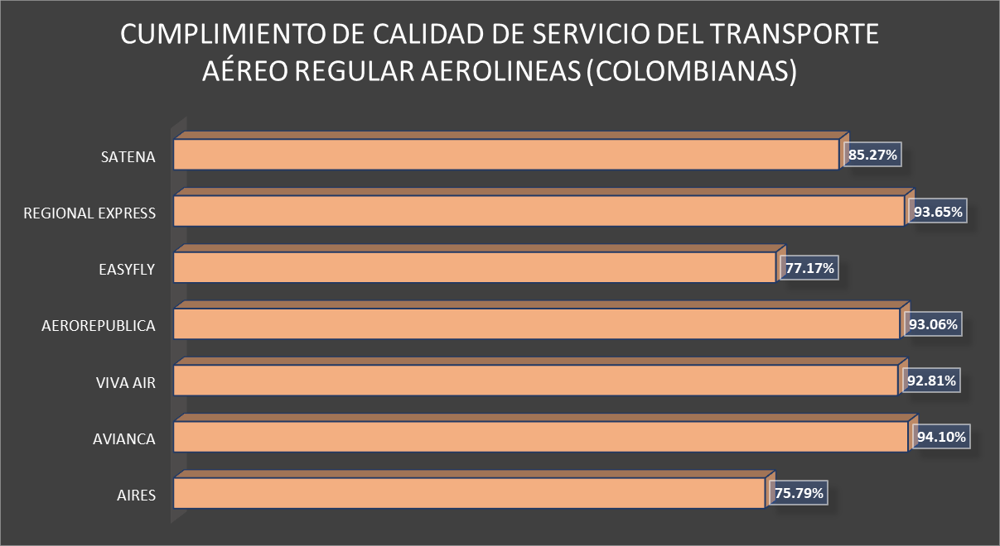 CUMPLIMIENTO DE CALIDAD DE SERVICIO DEL TRANSPORTE
AÉREO REGULAR AEROLINEAS (COLOMBIANAS)
SATENA 85.27%
REGIONAL EXPRESS 93.65%
EASYFLY 77.17%
AEROREPUBLICA 93.06%
VIVA AIR 92.81%
AVIANCA 94.10%
AIRES 75.79%